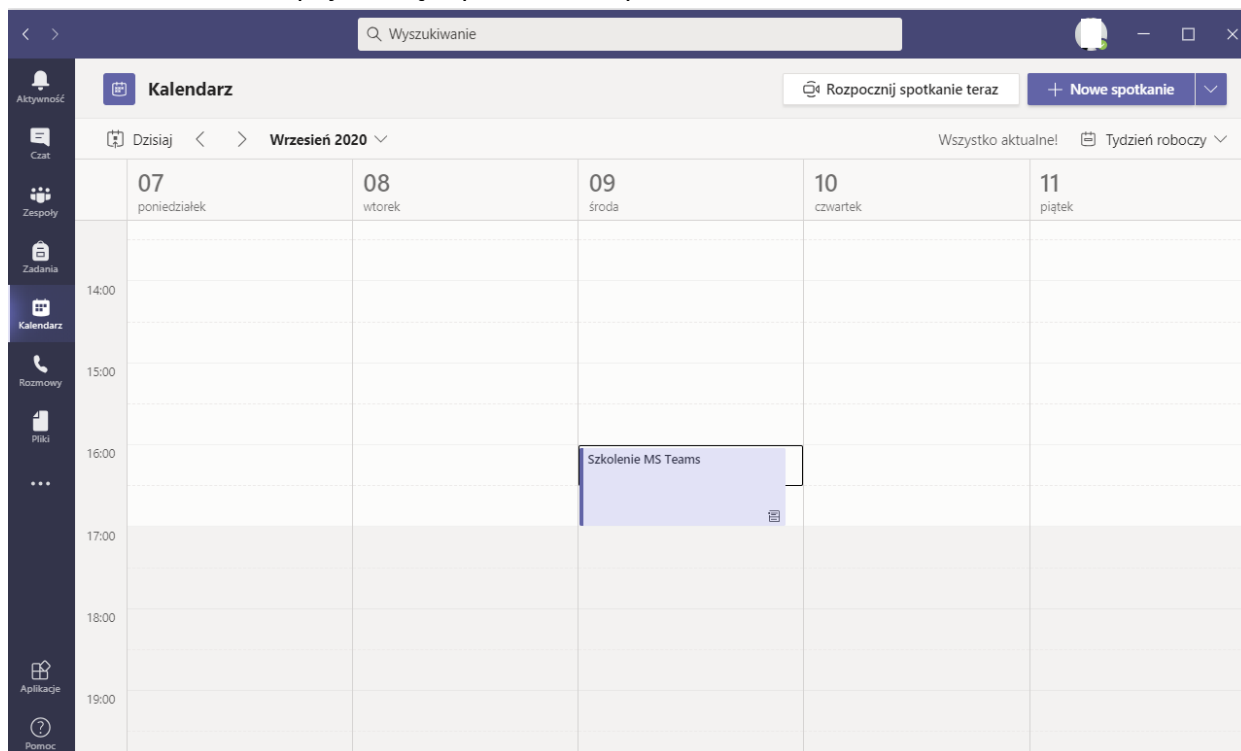 Wyszukiwanie
Aktywność
Czat
Zespoły
Zadania
Kalendarz
Rozmowy
Pliki
Aplikacje
Pomoc
Kalendarz
Rozpocznij spotkanie teraz
Nowe spotkanie
Dzisiaj
Wrzesień 2020
Wszystko aktualne!
Tydzień roboczy
07
poniedziałek
08
wtorek
09
środa
10
czwartek
11
piątek
14:00
15:00
16:00
Szkolenie MS Teams
17:00
18:00
19:00